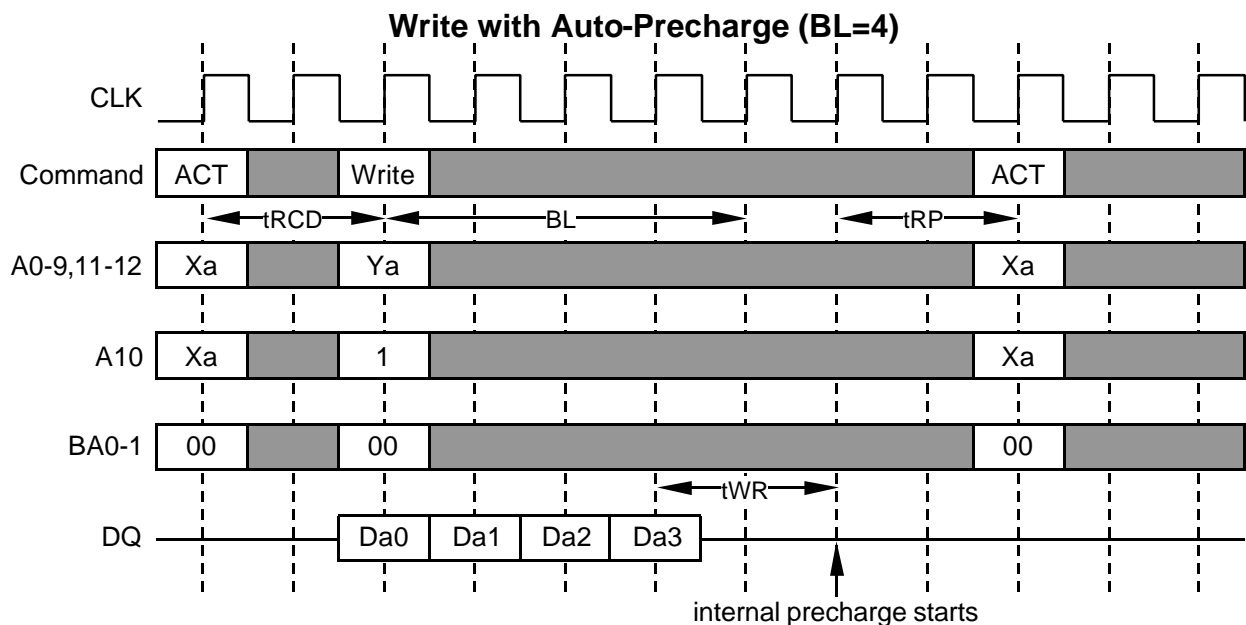 Write with Auto-Precharge (BL=4)
CLK
Command ACT Write ACT
tRCD BL tRP
A0-9,11-12 Xa Ya Xa
A10 Xa 1 Xa
BA0-1 00 00 00
tWR
DQ Da0 Da1 Da2 Da3
internal precharge starts